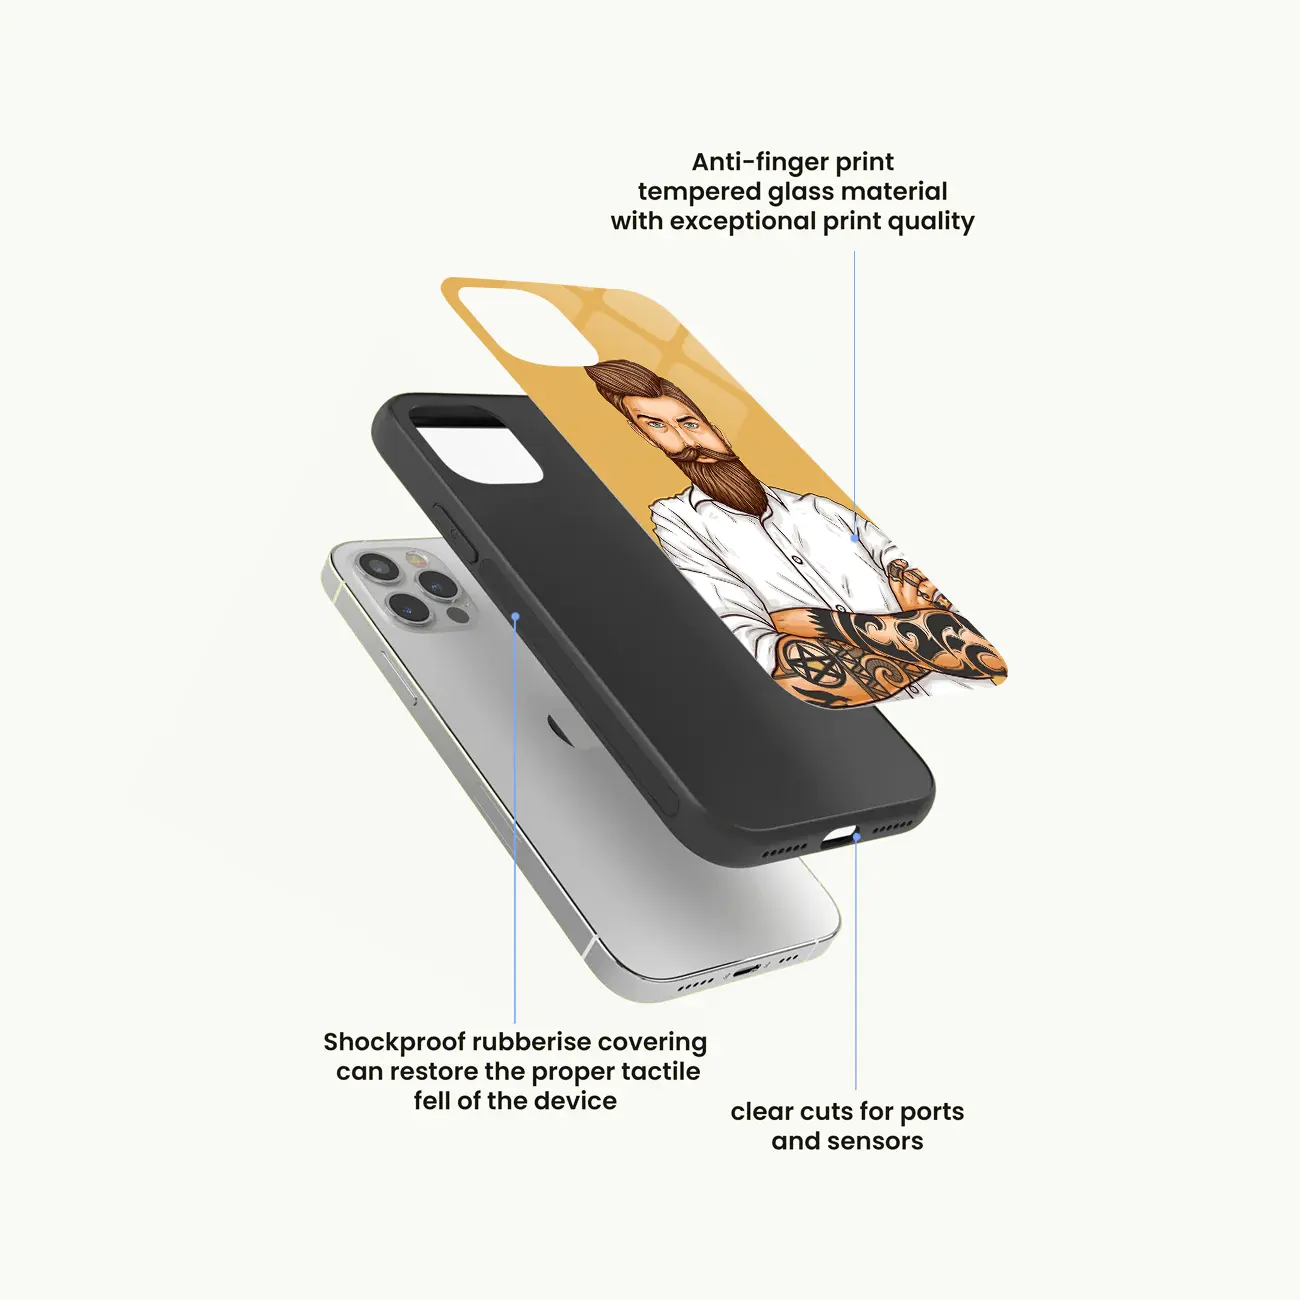 Anti-finger print
tempered glass material
with exceptional print quality
Shockproof rubberise covering
can restore the proper tactile
fell of the device
clear cuts for ports
and sensors